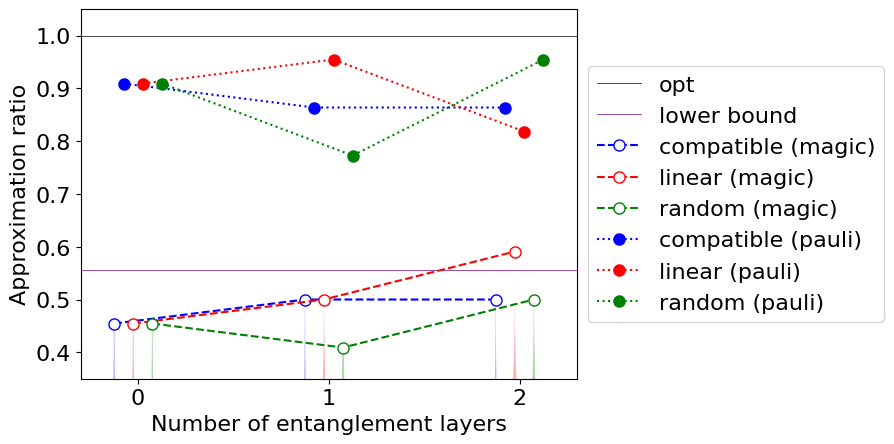 1.0
0.9
0.8
0.7
0.6
0.5
0.4
Approximation ratio
0
1
2
Number of entanglement layers
opt
lower bound
compatible (magic)
linear (magic)
random (magic)
compatible (pauli)
linear (pauli)
random (pauli)